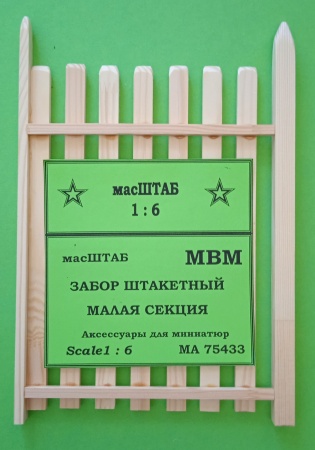 масШТАБ
1:6
масШТАБ МВМ
ЗАБОР ШТАКЕТНЫЙ
МАЛАЯ СЕКЦИЯ
Аксессуары для миниатюр
Scale1 : 6 МА 75433